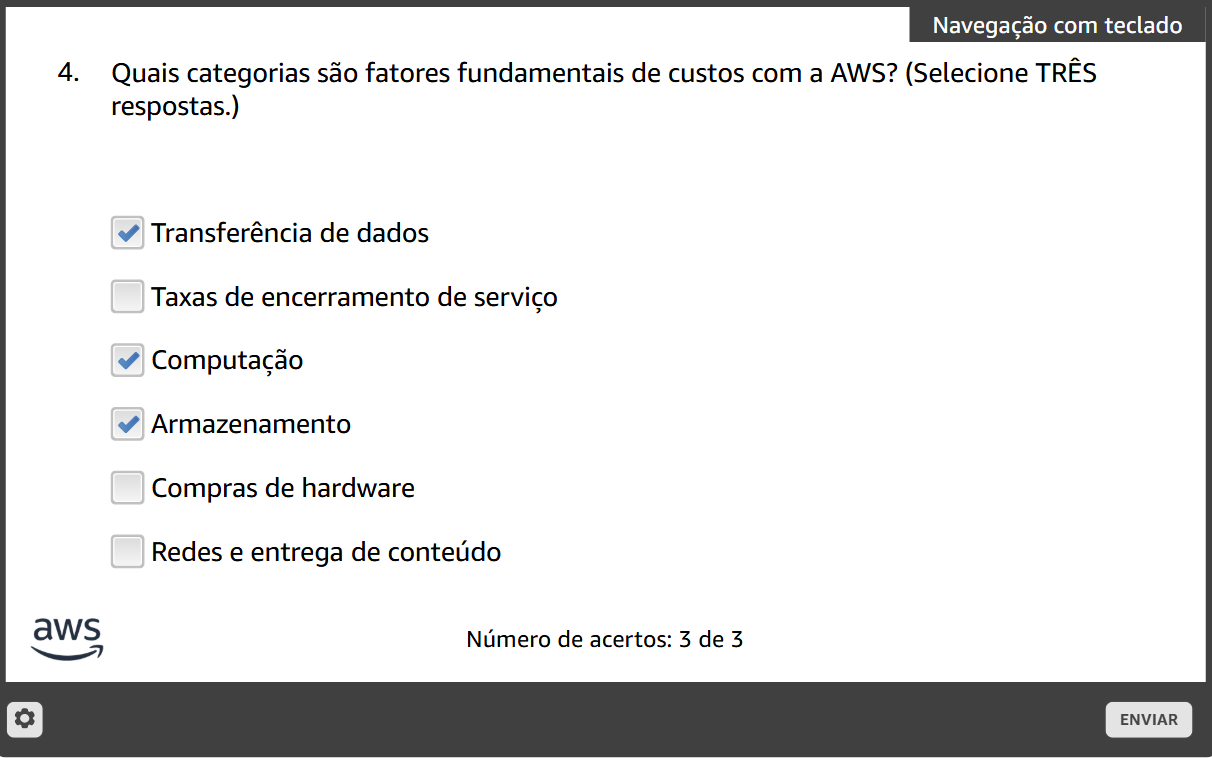 Navegação com teclado
4. Quais categorias são fatores fundamentais de custos com a AWS? (Selecione TRÊS
respostas.)
Transferência de dados
Taxas de encerramento de serviço
Computação
Armazenamento
Compras de hardware
Redes e entrega de conteúdo
aws
Número de acertos: 3 de 3
ENVIAR